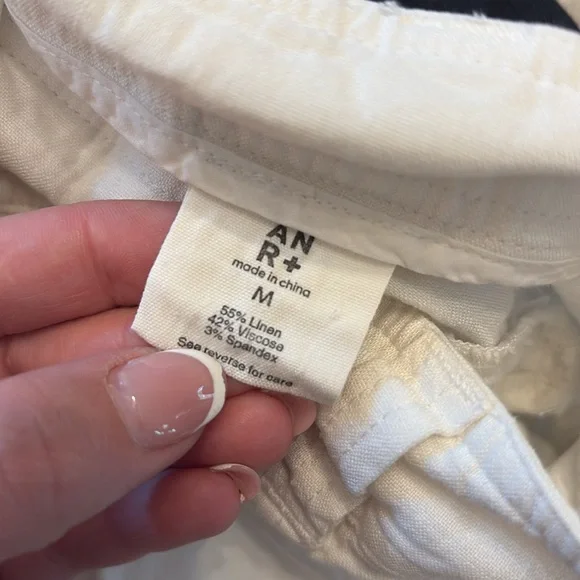 AN
R+
made in china
M
55% Linen
42% Viscose
3% Spandex
See reverse for care